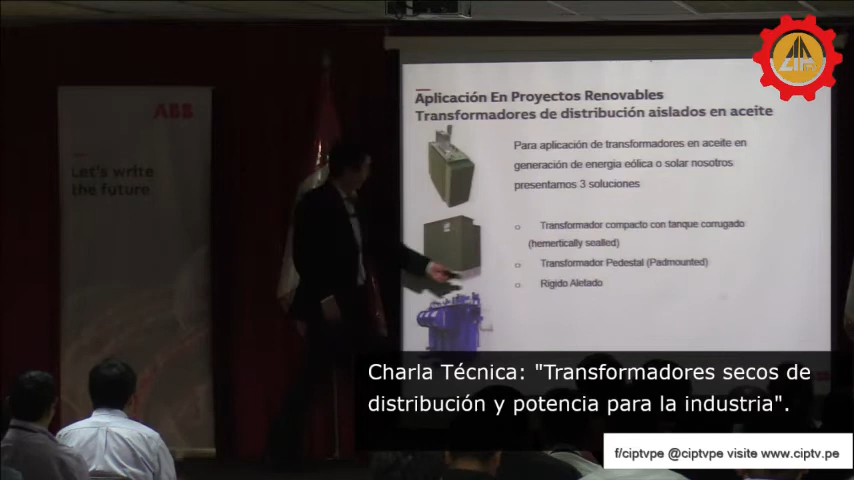 ABB
Let's write
the future
Aplicación En Proyectos Renovables
Transformadores de distribución aislados en aceite
Para aplicación de transformadores en aceite en
generación de energia eólica o solar nosotros
presentamos 3 soluciones
Transformador compacto con tanque corrugado
(hemertically sealled)
Transformador Pedestal (Padmounted)
Rigido Aletado
Charla Técnica: "Transformadores secos de
distribución y potencia para la industria".
f/ciptvpe @ciptvpe visite www.ciptv.pe